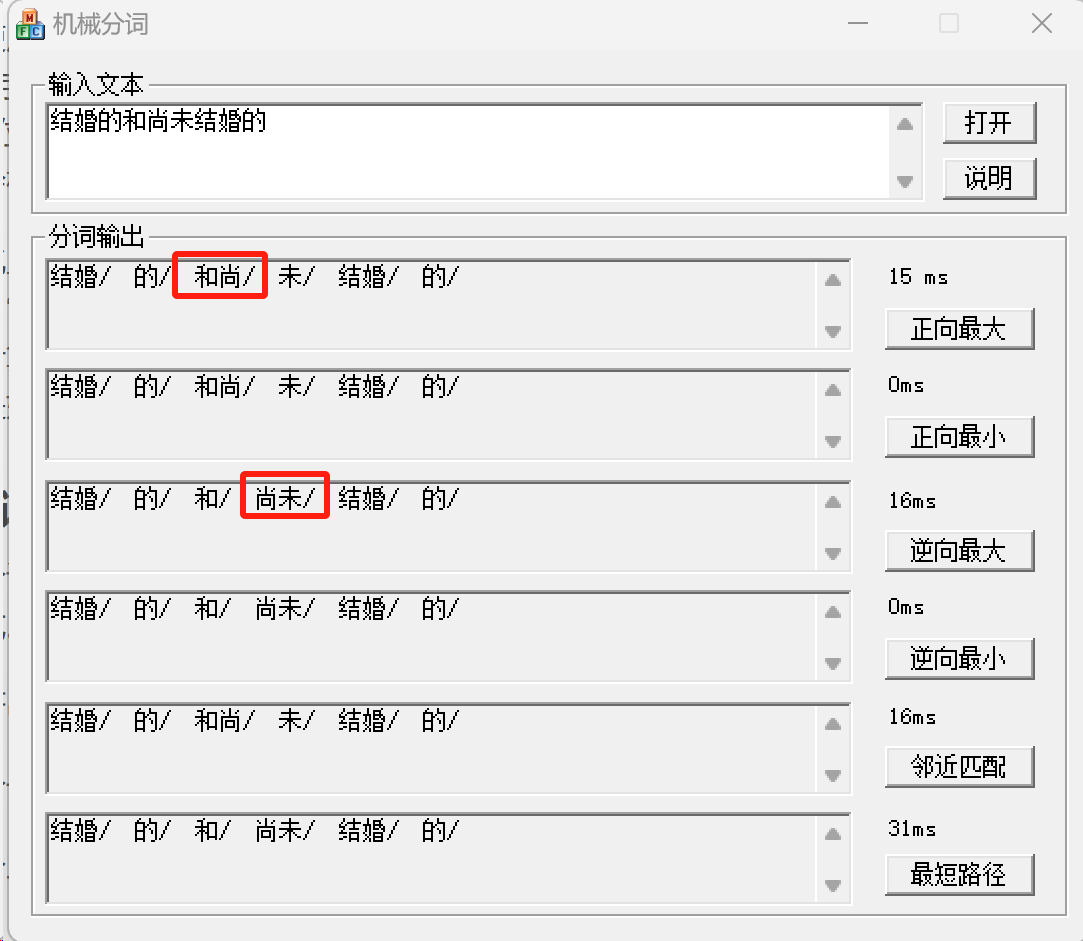 机械分词
输入文本
结婚的和尚未结婚的
打开
说明
分词输出
结婚/ 的/ 和尚/ 未/ 结婚/ 的/
15 ms
正向最大
结婚/ 的/ 和尚/ 未/ 结婚/ 的/
0ms
正向最小
结婚/ 的/ 和/ 尚未/ 结婚/ 的/
16ms
逆向最大
结婚/ 的/ 和/ 尚未/ 结婚/ 的/
0ms
逆向最小
结婚/ 的/ 和尚/ 未/ 结婚/ 的/
16ms
邻近匹配
结婚/ 的/ 和/ 尚未/ 结婚/ 的/
31ms
最短路径